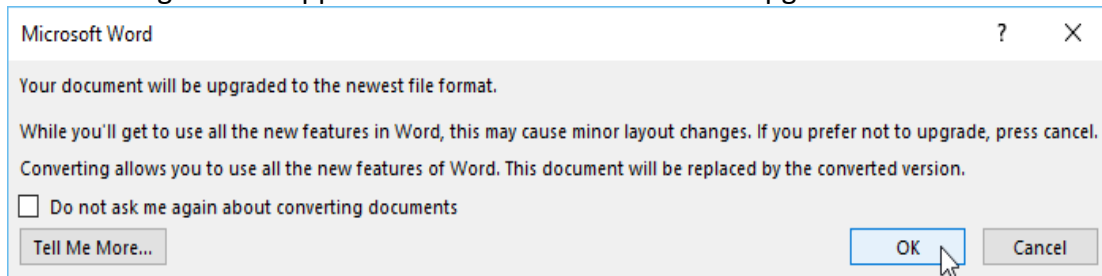 Microsoft Word
?
Your document will be upgraded to the newest file format.
While you'll get to use all the new features in Word, this may cause minor layout changes. If you prefer not to upgrade, press cancel.
Converting allows you to use all the new features of Word. This document will be replaced by the converted version.
Do not ask me again about converting documents
Tell Me More... OK Cancel